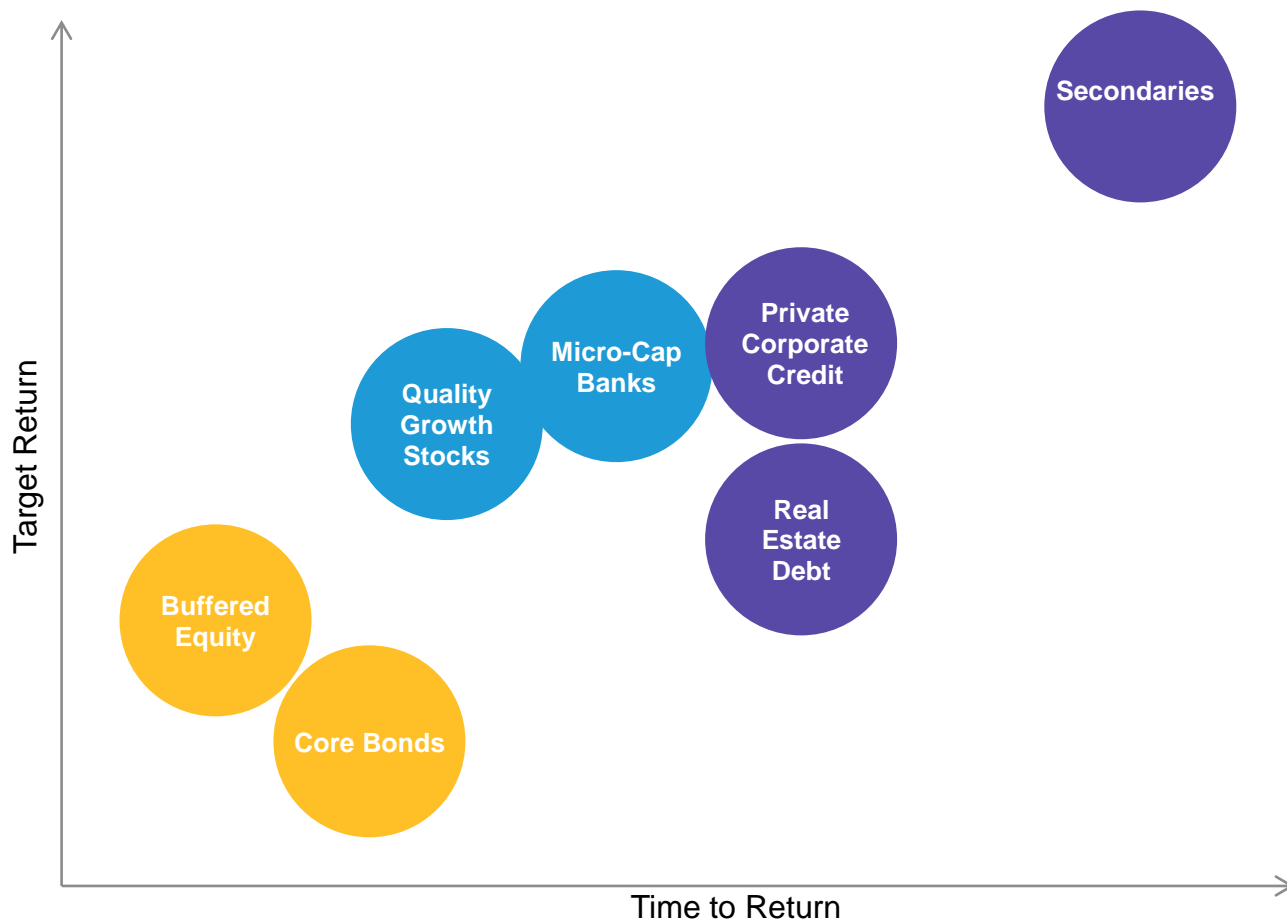 Secondaries
Private
Corporate
Credit
Micro-Cap
Banks
Quality
Growth
Stocks
Real
Estate
Debt
Buffered
Equity
Core Bonds
Target Return
Time to Return